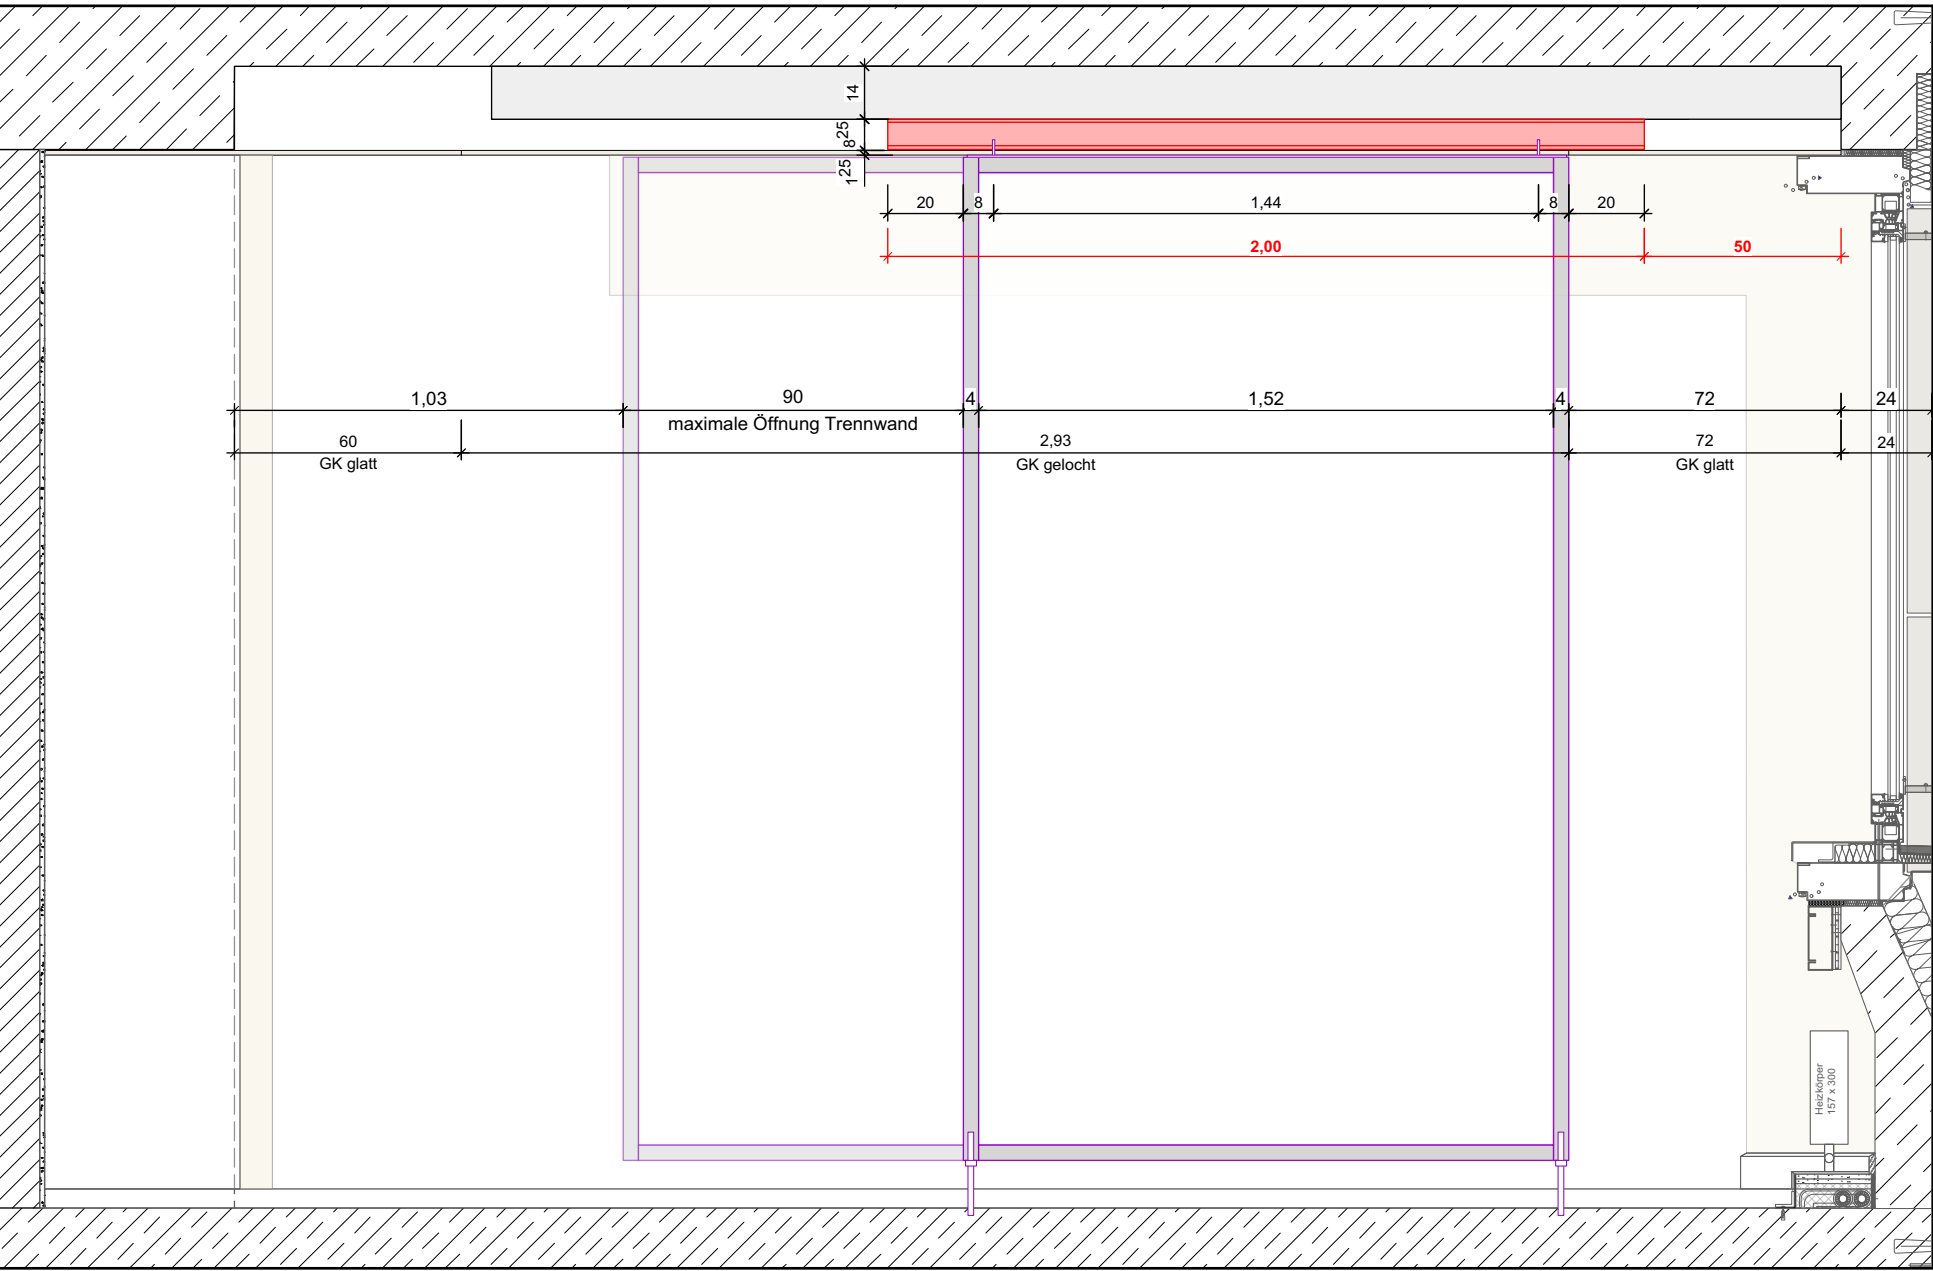 14
8 25
1 25
20 8 1,44 8 20
2,00 50
1,03 90 4 1,52 4 72 24
maximale Öffnung Trennwand
60 2,93 72 24
GK glatt GK gelocht GK glatt
Heizkörper
157 x 300